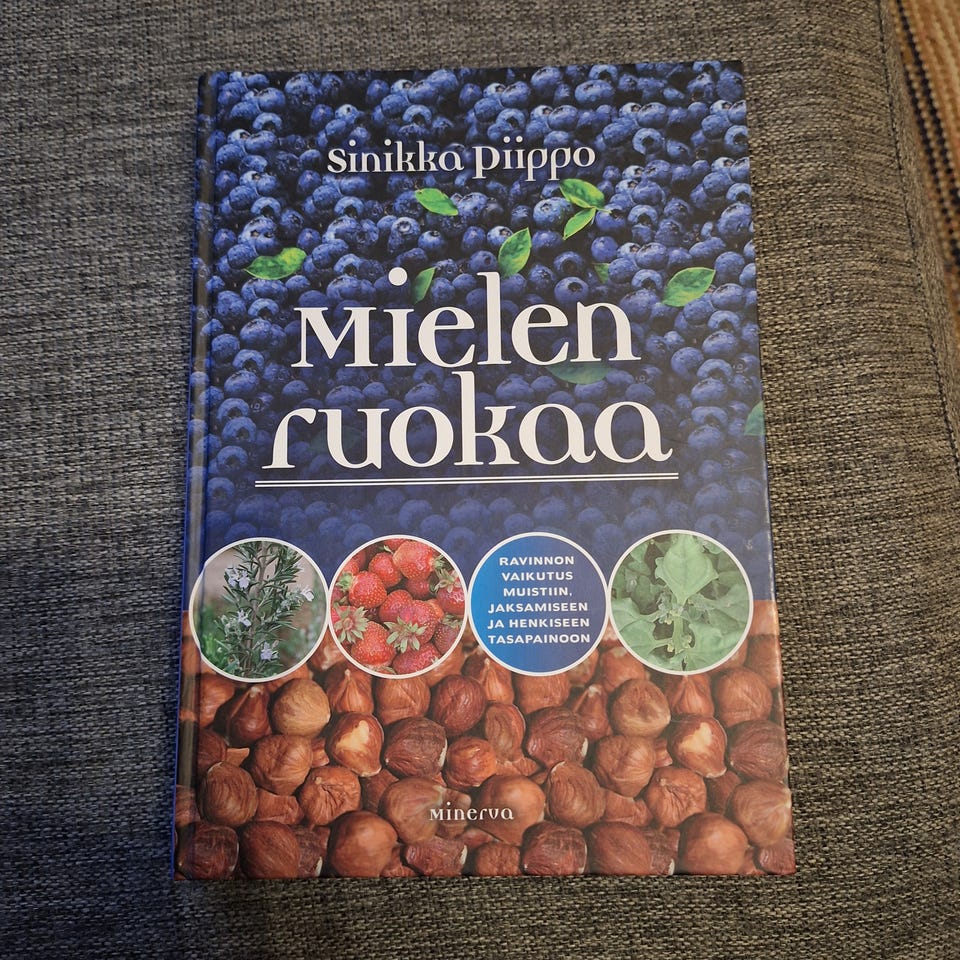 Sinikka Piippo
Mielen
ruokaa
RAVINNON
VAIKUTUS
MUISTIIN,
JAKSAMISEEN
JA HENKISEEN
TASAPAINOON
Minerva